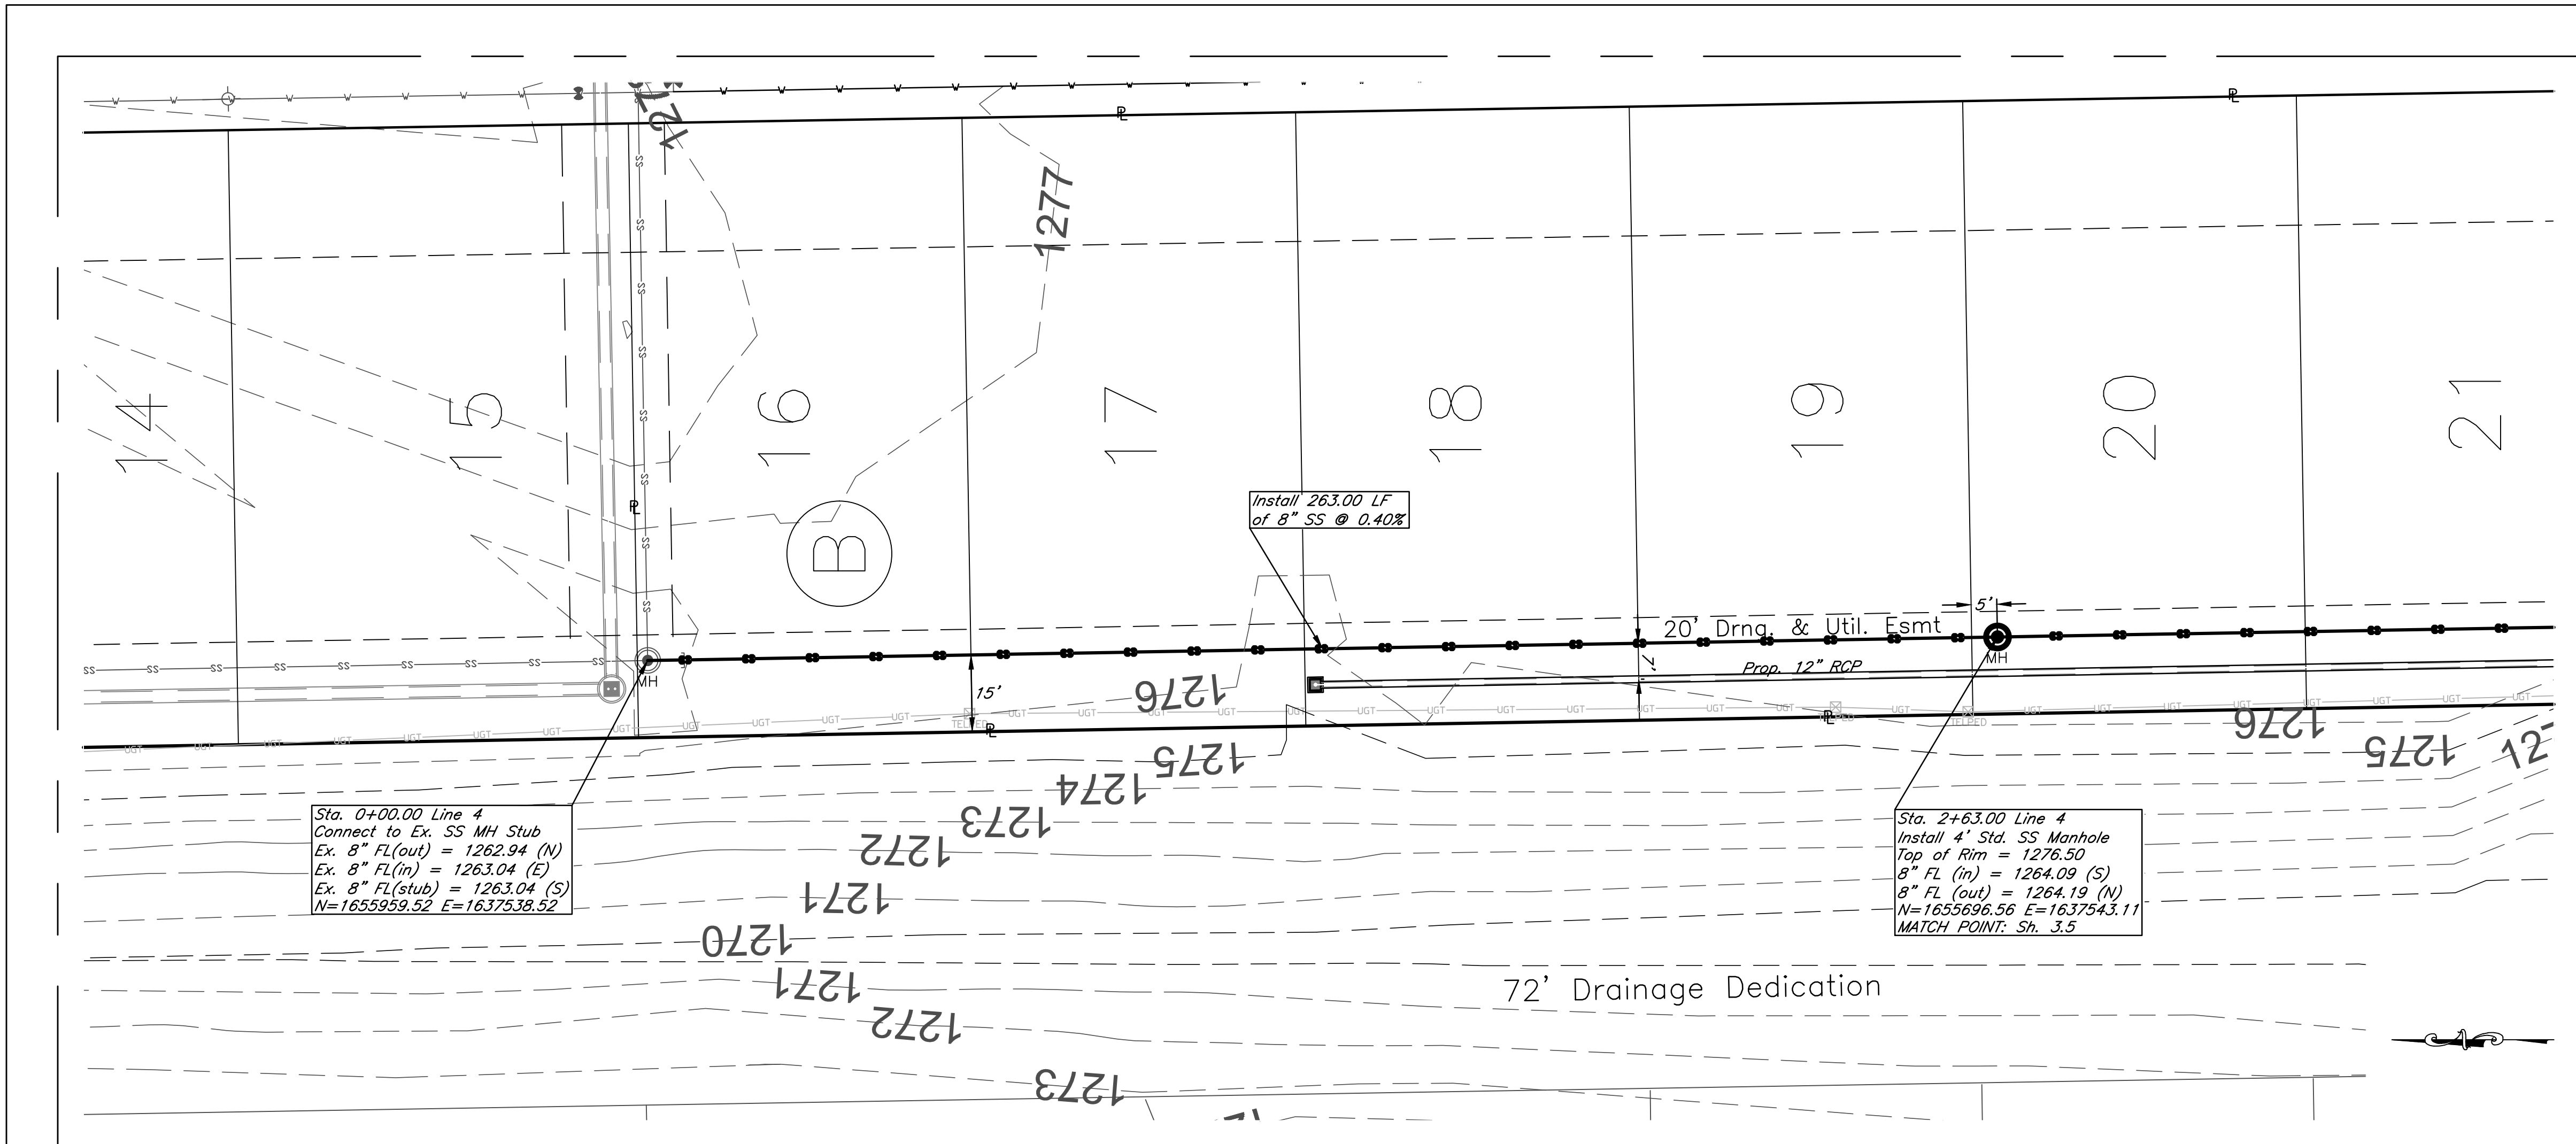 1277
14
15
16
17
18
19
20
21
B
Install 263.00 LF
of 8" SS @ 0.40%
20' Drng. & Util. Esmt
5'
7'
15'
Prop. 12" RCP
MH
MH
TELPED
TELPED
TELPED
1276
1275
1274
1273
1272
1271
1270
1271
1272
1273
1276
1275
Sta. 0+00.00 Line 4
Connect to Ex. SS MH Stub
Ex. 8" FL(out) = 1262.94 (N)
Ex. 8" FL(in) = 1263.04 (E)
Ex. 8" FL(stub) = 1263.04 (S)
N=1655959.52 E=1637538.52
Sta. 2+63.00 Line 4
Install 4' Std. SS Manhole
Top of Rim = 1276.50
8" FL (in) = 1264.09 (S)
8" FL (out) = 1264.19 (N)
N=1655696.56 E=1637543.11
MATCH POINT: Sh. 3.5
72' Drainage Dedication